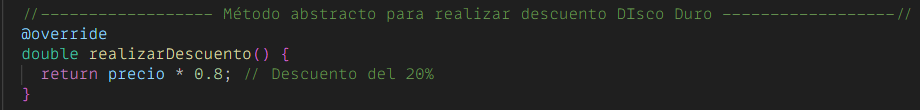 //----------------- Método abstracto para realizar descuento DIsco Duro -----------------//
@override
double realizarDescuento() {
  return precio * 0.8; // Descuento del 20%
}